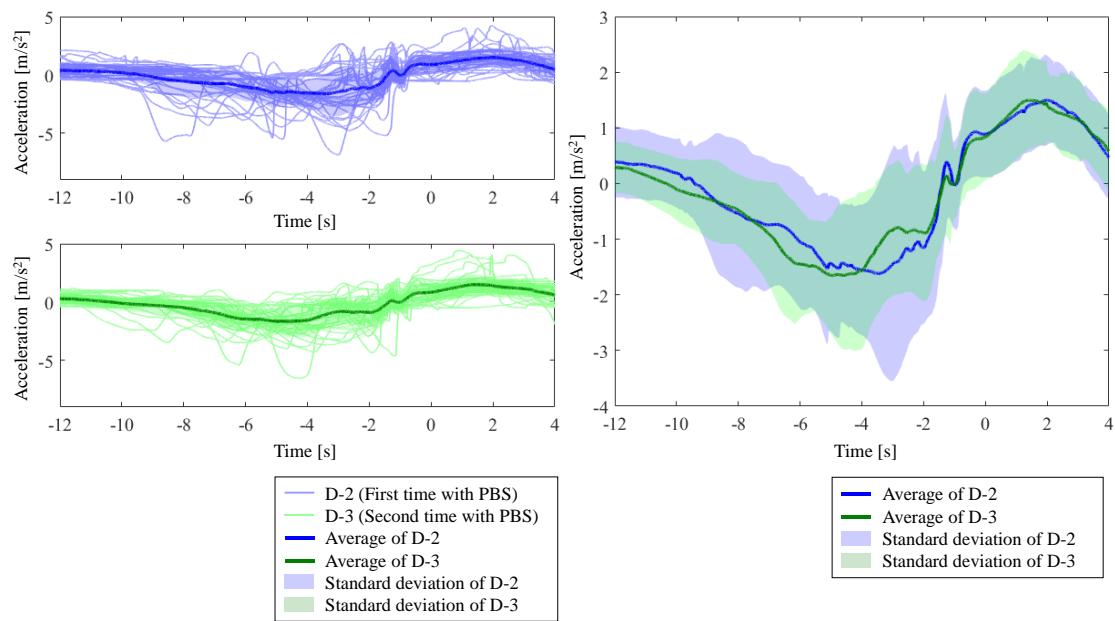 5
0
-5
Acceleration [m/s²]
-12 -10 -8 -6 -4 -2 0 2 4
Time [s]
5
0
-5
Acceleration [m/s²]
-12 -10 -8 -6 -4 -2 0 2 4
Time [s]
D-2 (First time with PBS)
D-3 (Second time with PBS)
Average of D-2
Average of D-3
Standard deviation of D-2
Standard deviation of D-3
3
2
1
0
-1
-2
-3
-4
Acceleration [m/s²]
-12 -10 -8 -6 -4 -2 0 2 4
Time [s]
Average of D-2
Average of D-3
Standard deviation of D-2
Standard deviation of D-3